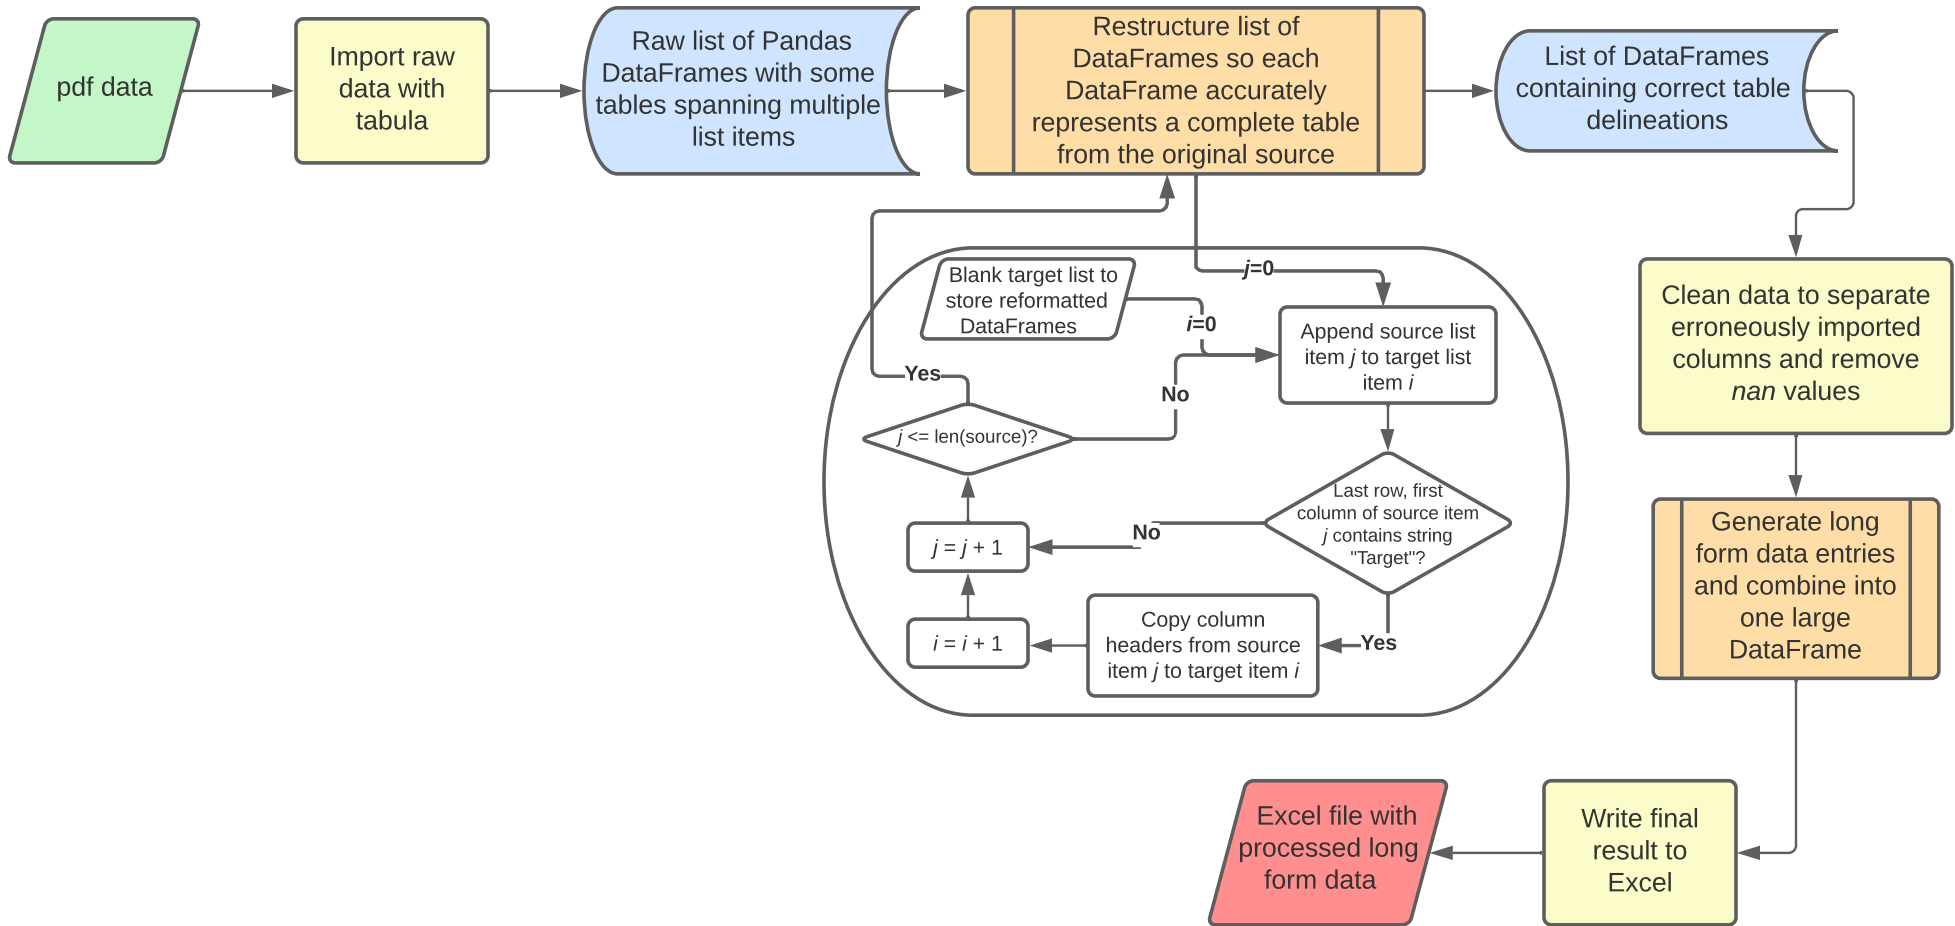 pdf data
Import raw
data with
tabula
Raw list of Pandas
DataFrames with some
tables spanning multiple
list items
Restructure list of
DataFrames so each
DataFrame accurately
represents a complete table
from the original source
List of DataFrames
containing correct table
delineations
Blank target list to
store reformatted
DataFrames
j=0
i=0
Append source list
item j to target list
item i
Yes
No
j <= len(source)?
Last row, first
column of source item
j contains string
"Target"?
No
j = j + 1
Yes
Copy column
headers from source
item j to target item i
i = i + 1
Clean data to separate
erroneously imported
columns and remove
nan values
Generate long
form data entries
and combine into
one large
DataFrame
Write final
result to
Excel
Excel file with
processed long
form data